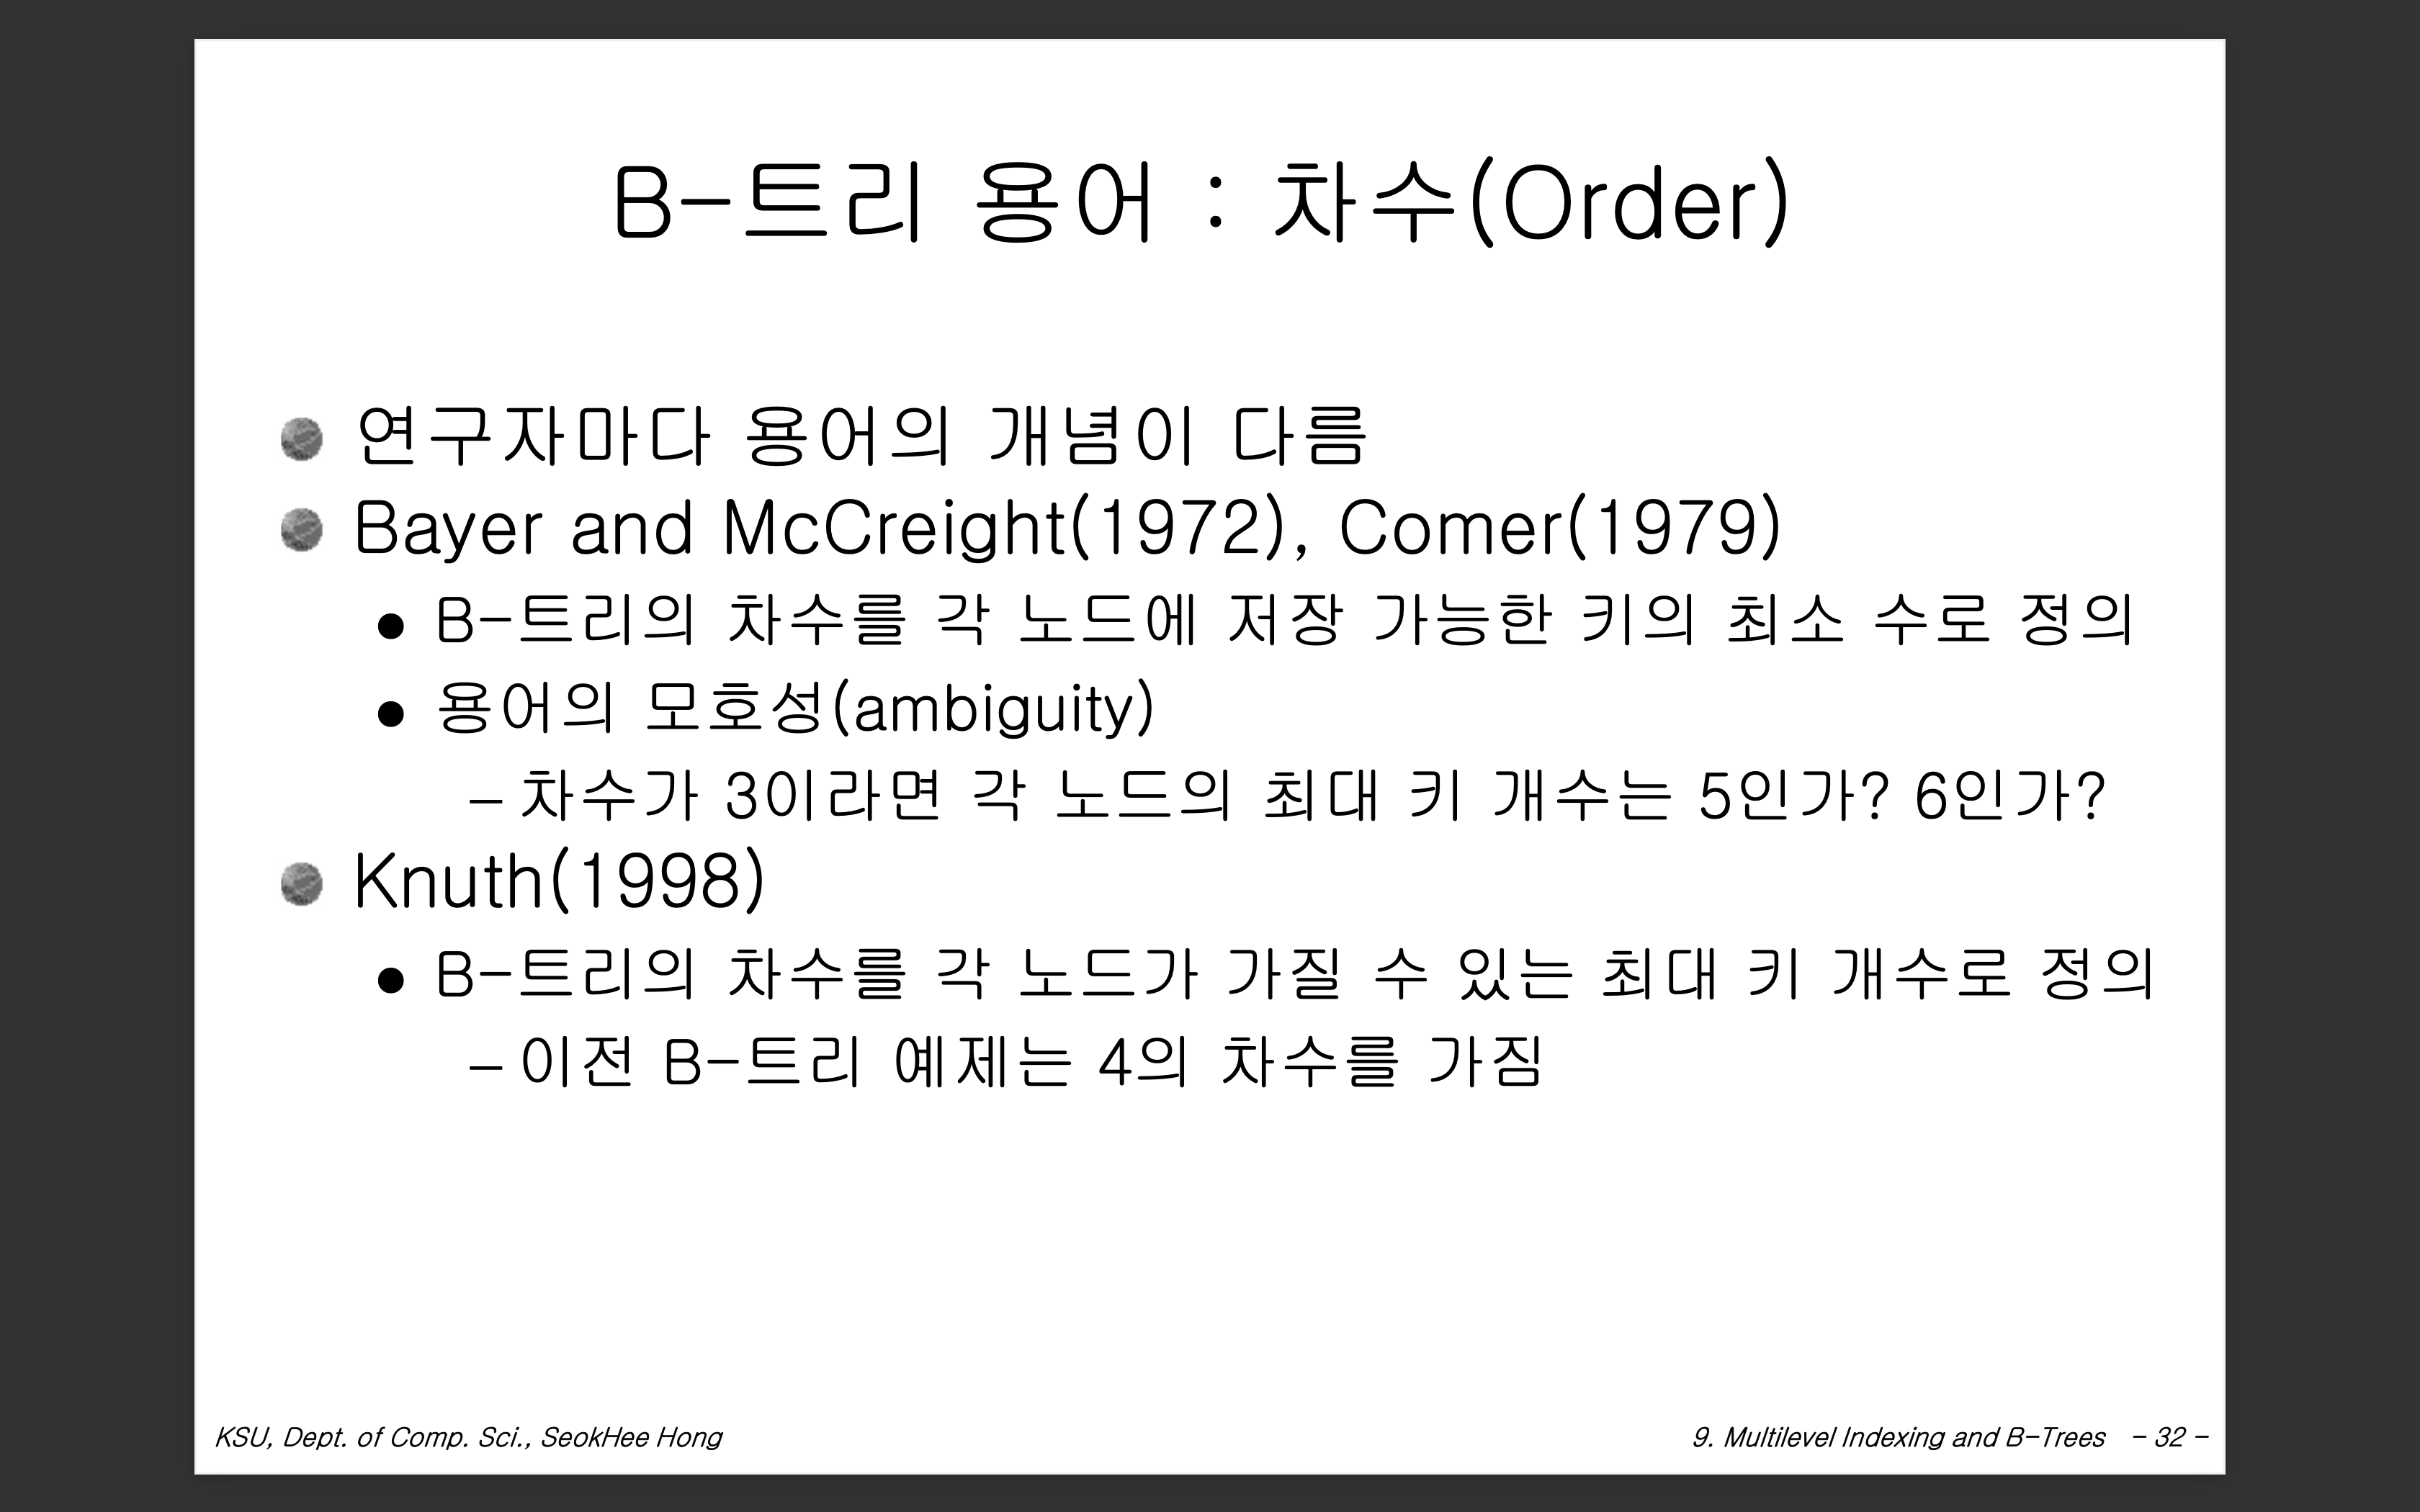 B-트리 용어 : 차수(Order)
연구자마다 용어의 개념이 다름
Bayer and McCreight(1972), Comer(1979)
● B-트리의 차수를 각 노드에 저장 가능한 키의 최소 수로 정의
● 용어의 모호성(ambiguity)
– 차수가 3이라면 각 노드의 최대 키 개수는 5인가? 6인가?
Knuth(1998)
● B-트리의 차수를 각 노드가 가질 수 있는 최대 키 개수로 정의
– 이전 B-트리 예제는 4의 차수를 가짐
KSU, Dept. of Comp. Sci., SeokHee Hong
9. Multilevel Indexing and B-Trees – 32 –